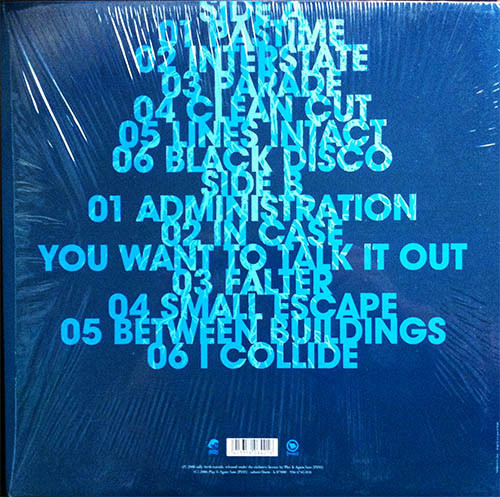 SIDE A
01 PASTIME
02 INTERSTATE
03 PARADE
04 CLEAN CUT
05 LINES INTACT
06 BLACK DISCO
SIDE B
01 ADMINISTRATION
02 IN CASE
YOU WANT TO TALK IT OUT
03 FALTER
04 SMALL ESCAPE
05 BETWEEN BUILDINGS
06 I COLLIDE